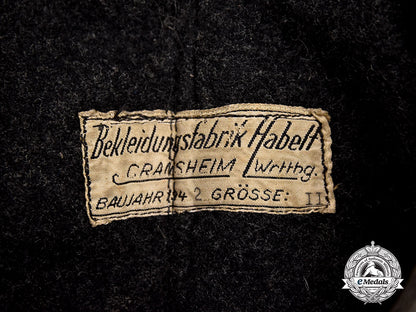 Bekleidungsfabrik Habelt
CRAILSHEIM Wrttbg.
BAUJAHR 1942. GRÖSSE: II
eMedals